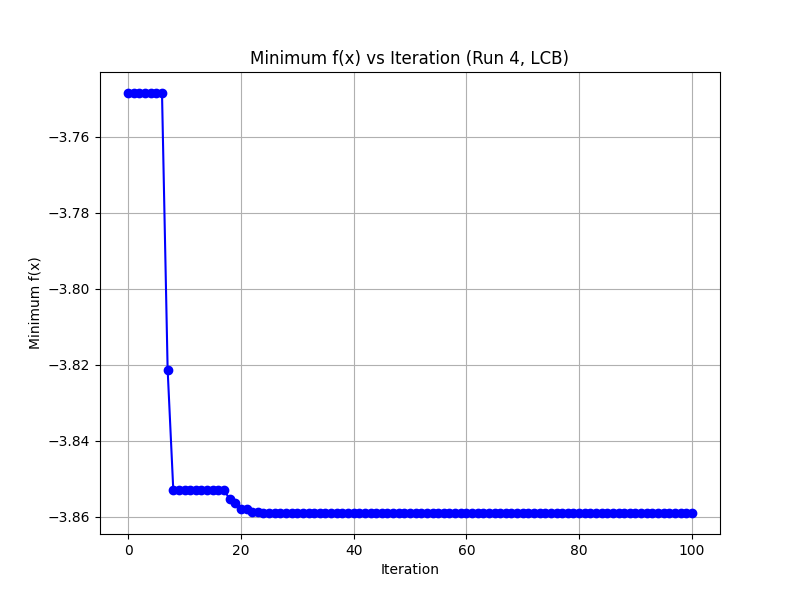 Minimum f(x) vs Iteration (Run 4, LCB)
Minimum f(x)
−3.76
−3.78
−3.80
−3.82
−3.84
−3.86
0 20 40 60 80 100
Iteration